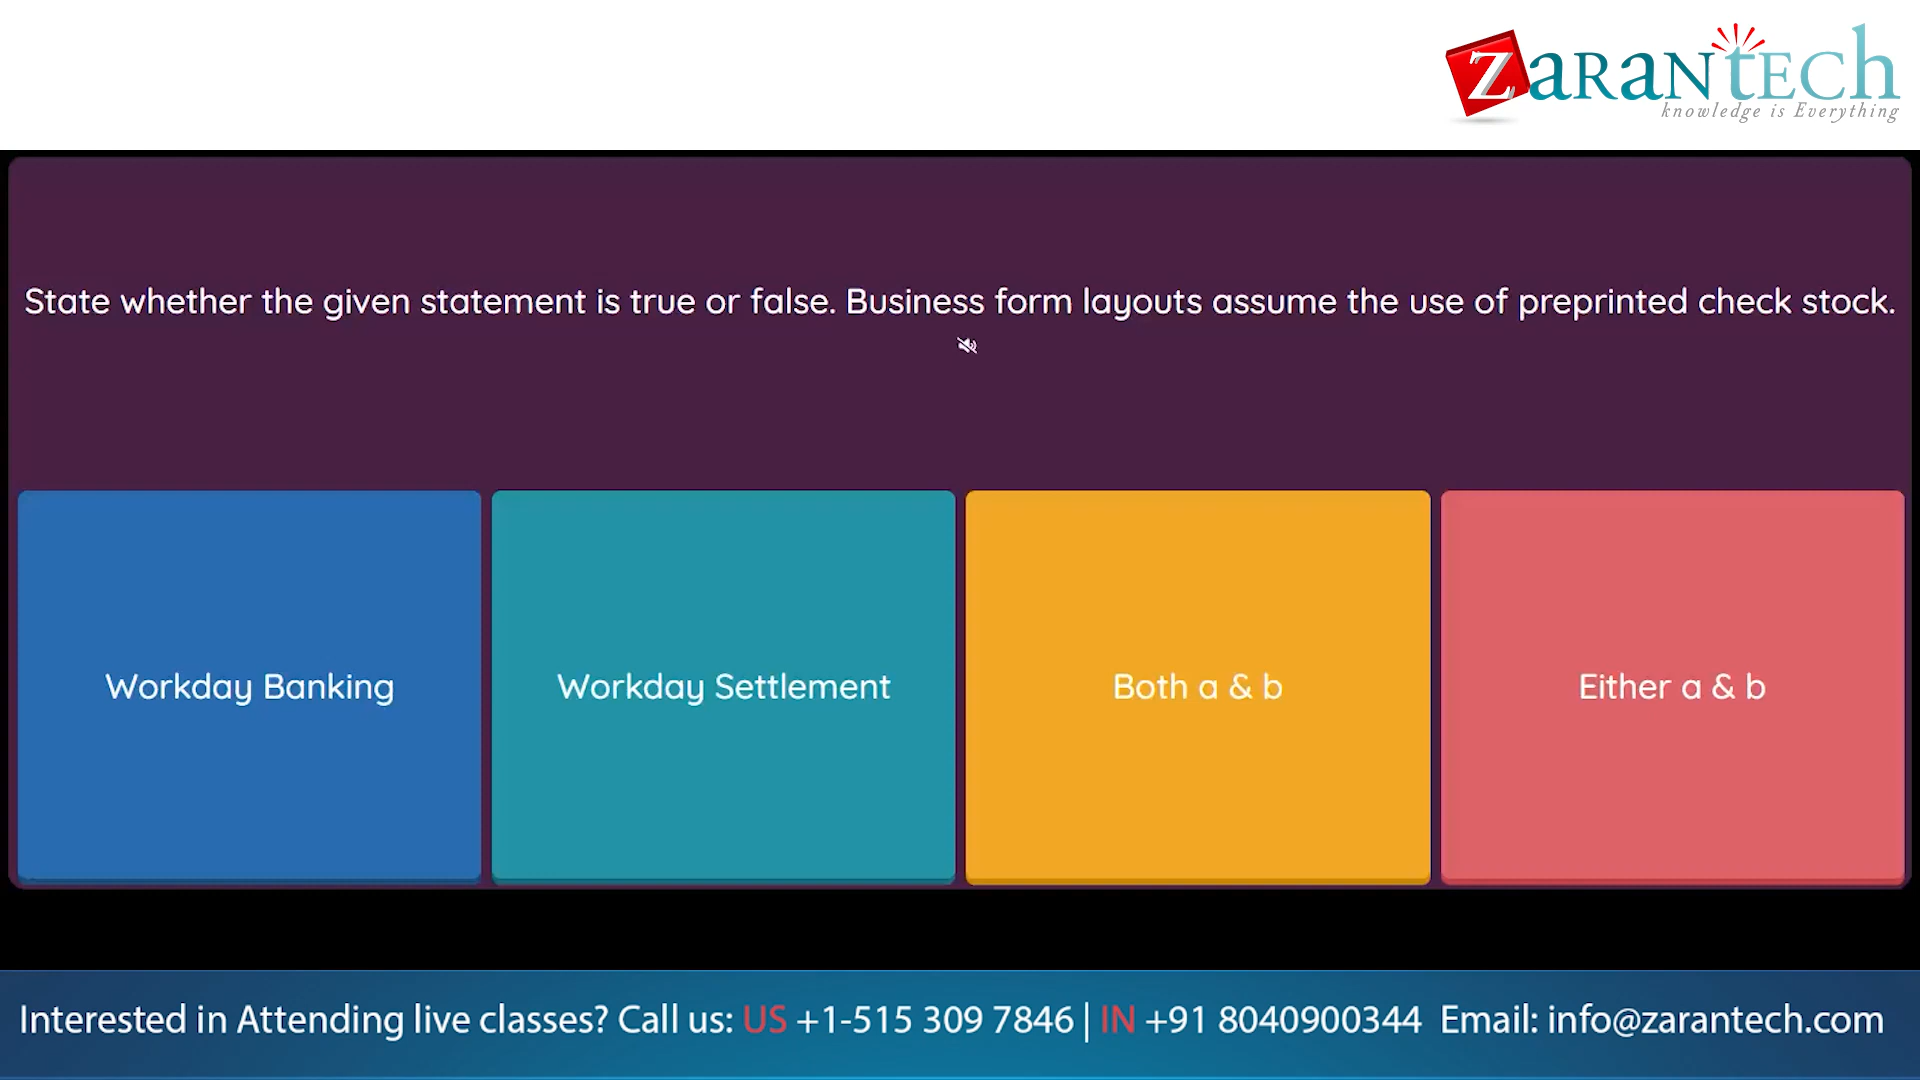 ZaranTech
knowledge is Everything
State whether the given statement is true or false. Business form layouts assume the use of preprinted check stock.
Workday Banking
Workday Settlement
Both a & b
Either a & b
Interested in Attending live classes? Call us: US +1-515 309 7846 | IN +91 8040900344 Email: info@zarantech.com